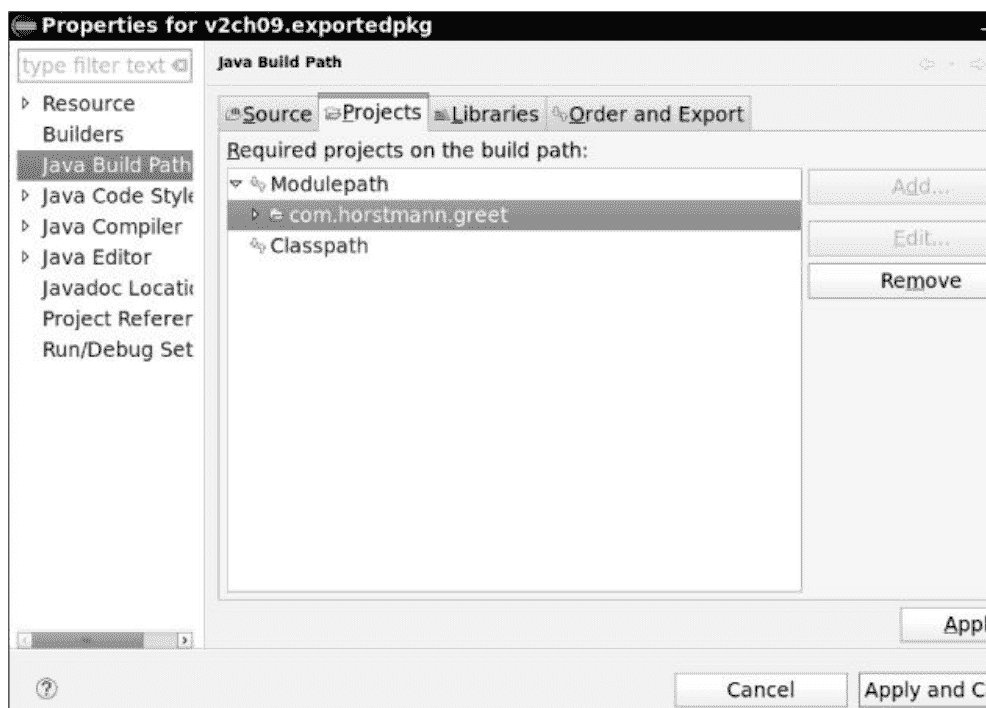 Properties for v2ch09.exportedpkg
type filter text
Java Build Path
Resource
Builders
Java Build Path
Java Code Style
Java Compiler
Java Editor
Javadoc Locati
Project Referer
Run/Debug Set
Source Projects Libraries Order and Export
Required projects on the build path:
Modulepath
com.horstmann.greet
Classpath
Add...
Edit...
Remove
Appl
Cancel
Apply and C